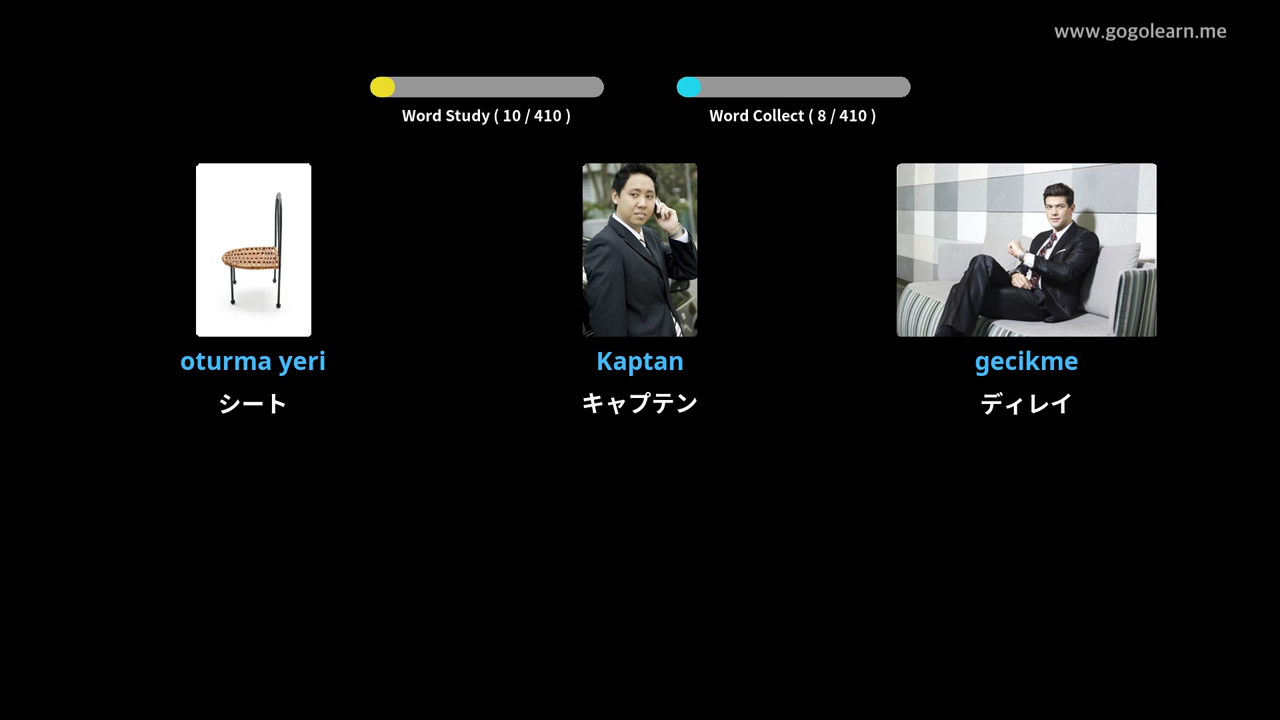 www.gogolearn.me
Word Study ( 10 / 410 )
Word Collect ( 8 / 410 )
oturma yeri
シート
Kaptan
キャプテン
gecikme
ディレイ